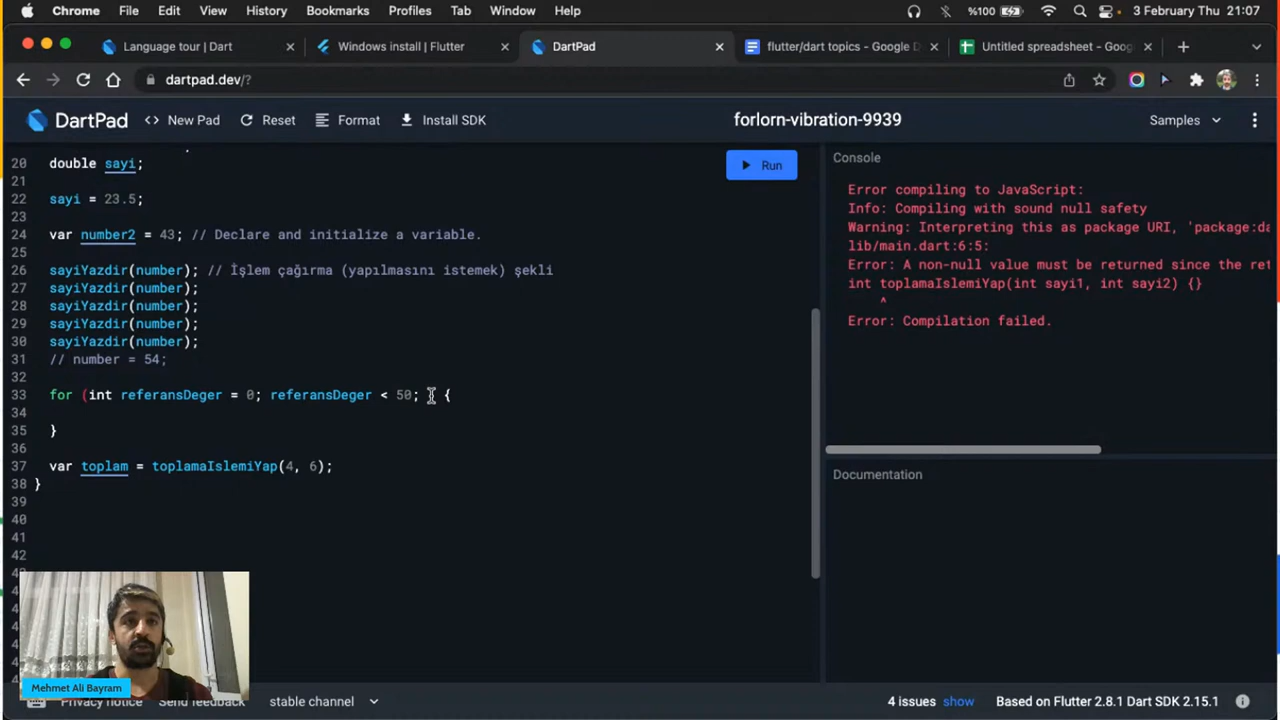 Chrome File Edit View History Bookmarks Profiles Tab Window Help %100 3 February Thu 21:07
Language tour | Dart Windows install | Flutter DartPad flutter/dart topics - Google D Untitled spreadsheet - Google
dartpad.dev/?
DartPad <> New Pad Reset Format Install SDK forlorn-vibration-9939 Samples
20 double sayi;
21
22 sayi = 23.5;
23
24 var number2 = 43; // Declare and initialize a variable.
25
26 sayiYazdir(number); // İşlem çağırma (yapılmasını istemek) şekli
27 sayiYazdir(number);
28 sayiYazdir(number);
29 sayiYazdir(number);
30 sayiYazdir(number);
31 // number = 54;
32
33 for (int referansDeger = 0; referansDeger < 50; ) {
34
35 }
36
37 var toplam = toplamaIslemiYap(4, 6);
38 }
39
40
41
42
Run
Console
Error compiling to JavaScript:
Info: Compiling with sound null safety
Warning: Interpreting this as package URI, 'package:da
lib/main.dart:6:5:
Error: A non-null value must be returned since the ret
int toplamaIslemiYap(int sayi1, int sayi2) {}
^
Error: Compilation failed.
Documentation
Mehmet Ali Bayram
Privacy notice Send feedback stable channel 4 issues show Based on Flutter 2.8.1 Dart SDK 2.15.1